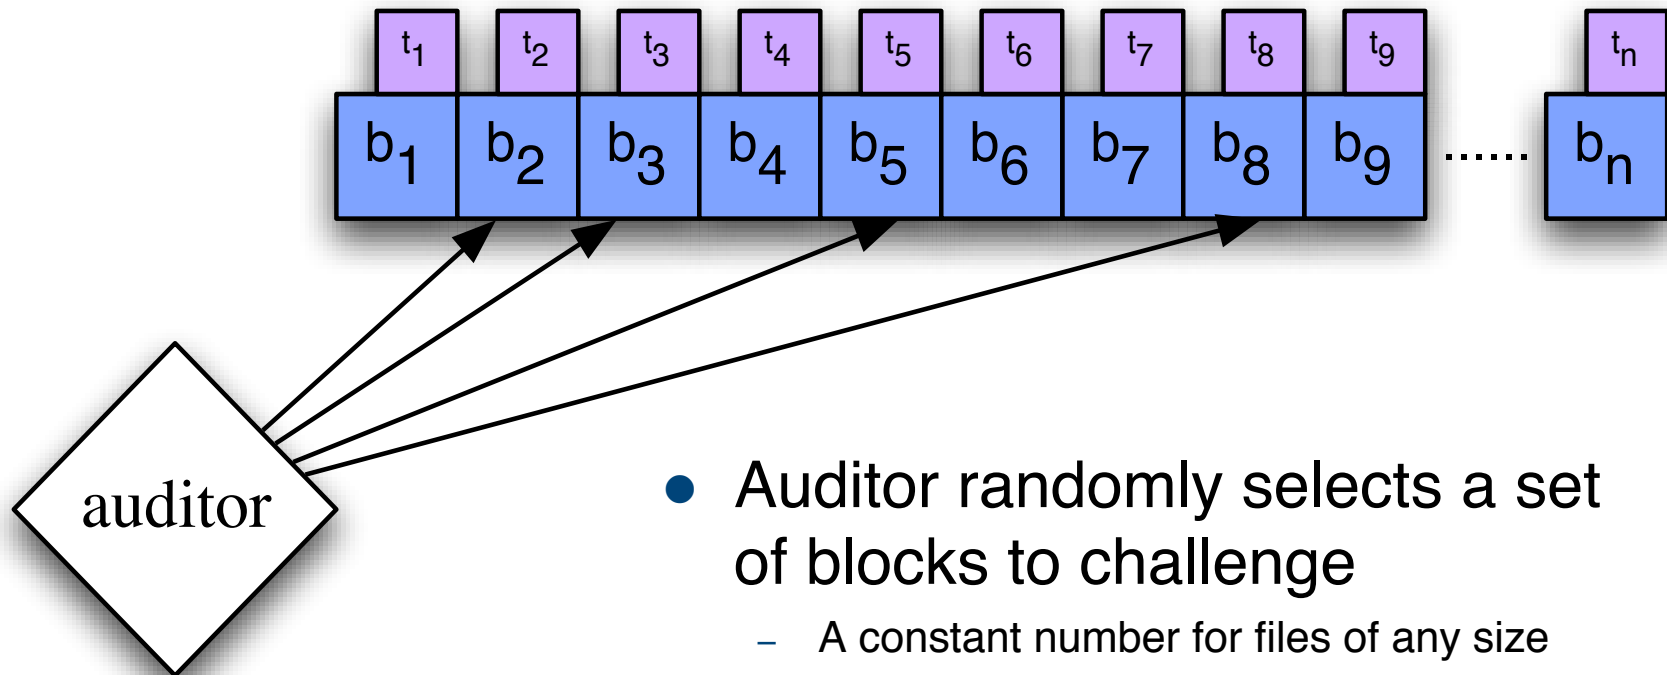 t1 t2 t3 t4 t5 t6 t7 t8 t9 tn
b1 b2 b3 b4 b5 b6 b7 b8 b9 ...... bn
auditor
● Auditor randomly selects a set
of blocks to challenge
– A constant number for files of any size